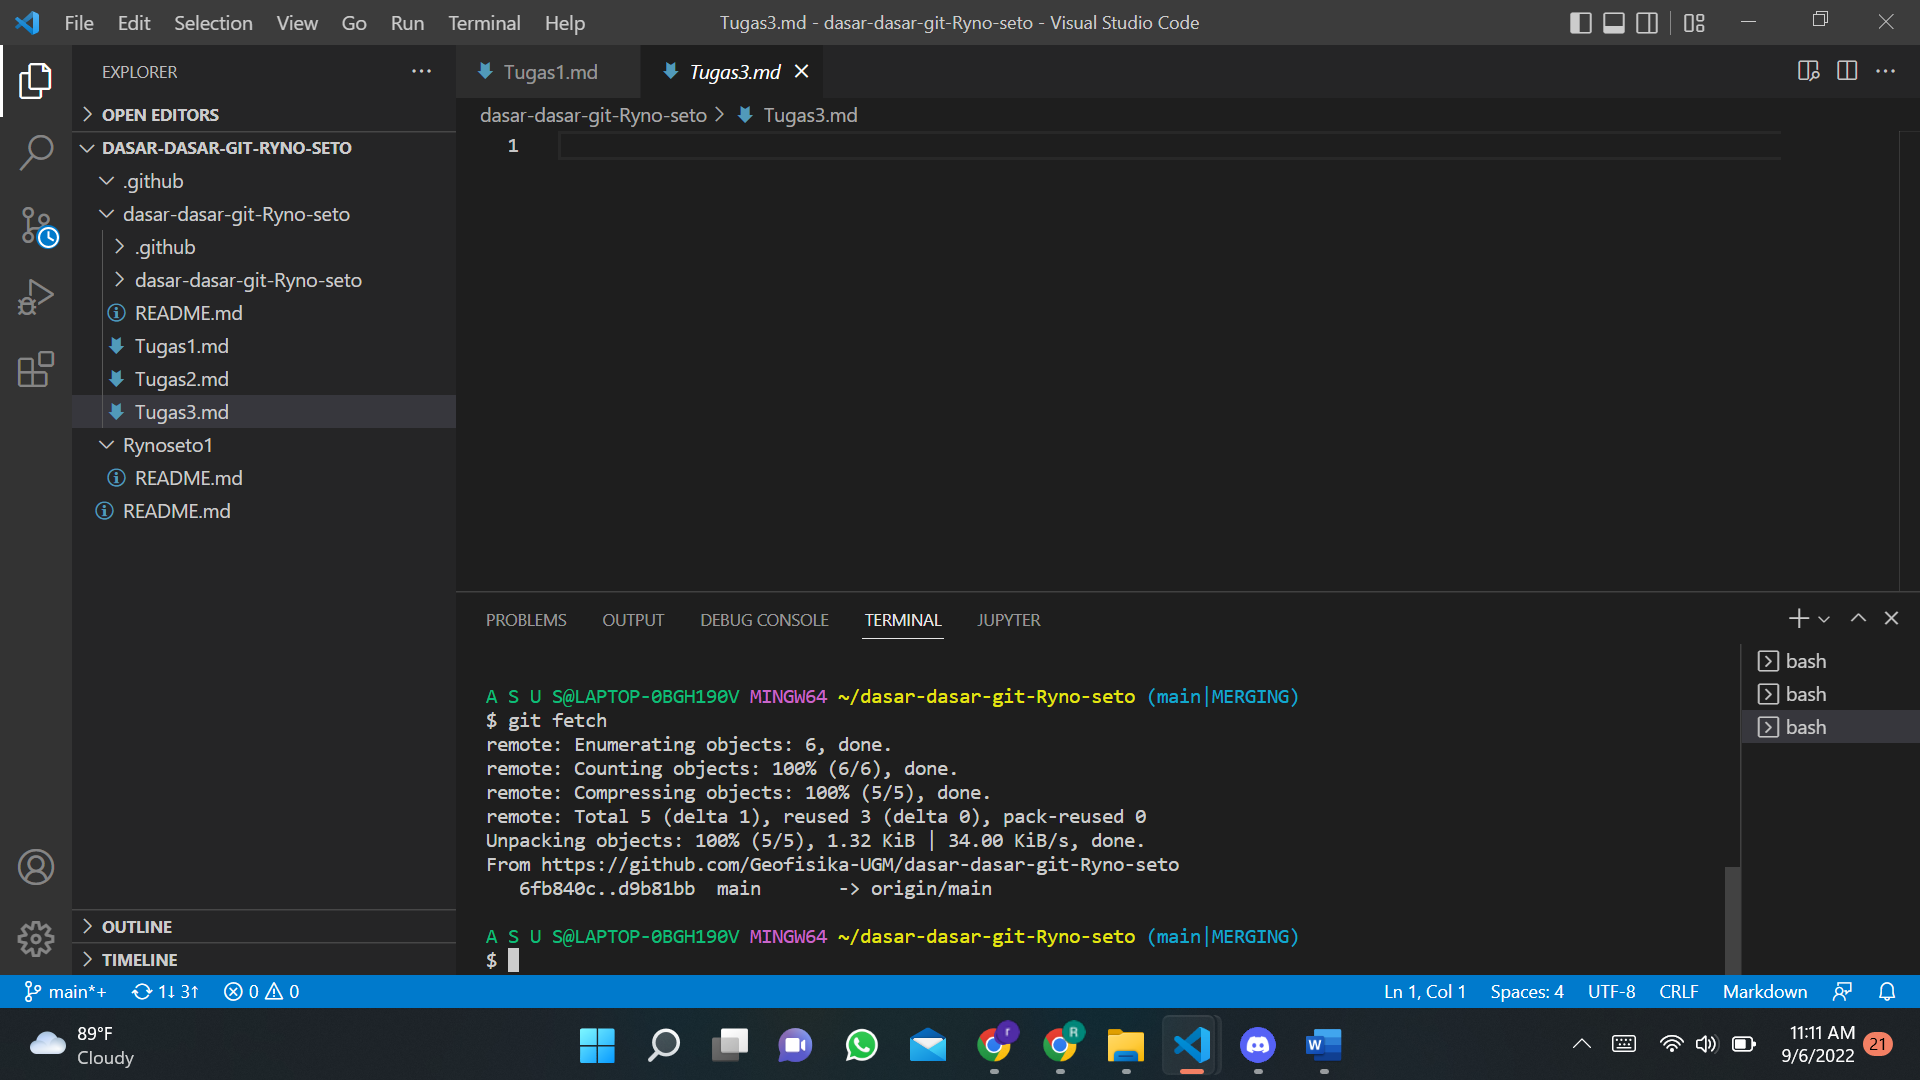 File Edit Selection View Go Run Terminal Help
Tugas3.md - dasar-dasar-git-Ryno-seto - Visual Studio Code
EXPLORER
OPEN EDITORS
DASAR-DASAR-GIT-RYNO-SETO
.github
dasar-dasar-git-Ryno-seto
.github
dasar-dasar-git-Ryno-seto
README.md
Tugas1.md
Tugas2.md
Tugas3.md
Rynoseto1
README.md
README.md
OUTLINE
TIMELINE
Tugas1.md
Tugas3.md
dasar-dasar-git-Ryno-seto > Tugas3.md
1
PROBLEMS OUTPUT DEBUG CONSOLE TERMINAL JUPYTER
A S U S@LAPTOP-0BGH190V MINGW64 ~/dasar-dasar-git-Ryno-seto (main|MERGING)
$ git fetch
remote: Enumerating objects: 6, done.
remote: Counting objects: 100% (6/6), done.
remote: Compressing objects: 100% (5/5), done.
remote: Total 5 (delta 1), reused 3 (delta 0), pack-reused 0
Unpacking objects: 100% (5/5), 1.32 KiB | 34.00 KiB/s, done.
From https://github.com/Geofisika-UGM/dasar-dasar-git-Ryno-seto
6fb840c..d9b81bb main -> origin/main
A S U S@LAPTOP-0BGH190V MINGW64 ~/dasar-dasar-git-Ryno-seto (main|MERGING)
$
bash
bash
bash
main*+ 1↓ 3↑ 0 0
Ln 1, Col 1 Spaces: 4 UTF-8 CRLF Markdown
89°F
Cloudy
r
R
W
11:11 AM
9/6/2022
21